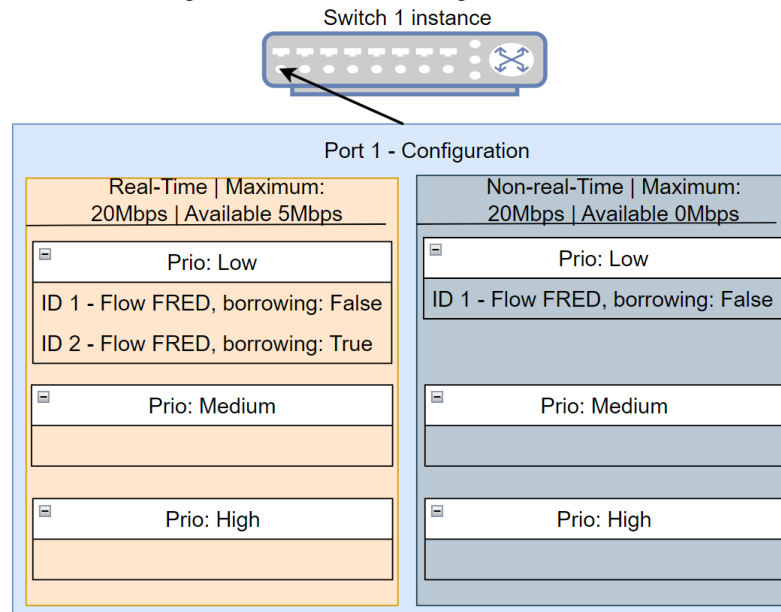 Switch 1 instance
Port 1 - Configuration
Real-Time | Maximum:
20Mbps | Available 5Mbps
Prio: Low
ID 1 - Flow FRED, borrowing: False
ID 2 - Flow FRED, borrowing: True
Prio: Medium
Prio: High
Non-real-Time | Maximum:
20Mbps | Available 0Mbps
Prio: Low
ID 1 - Flow FRED, borrowing: False
Prio: Medium
Prio: High